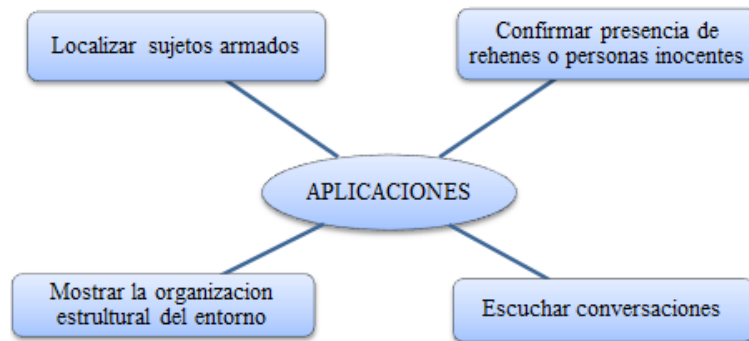 Localizar sujetos armados
Confirmar presencia de
rehenes o personas inocentes
APLICACIONES
Mostrar la organizacion
estrultural del entorno
Escuchar conversaciones